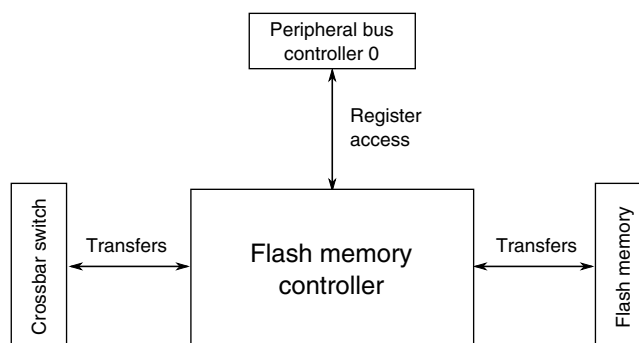 Peripheral bus
controller 0
Register
access
Crossbar switch
Transfers
Flash memory
controller
Transfers
Flash memory